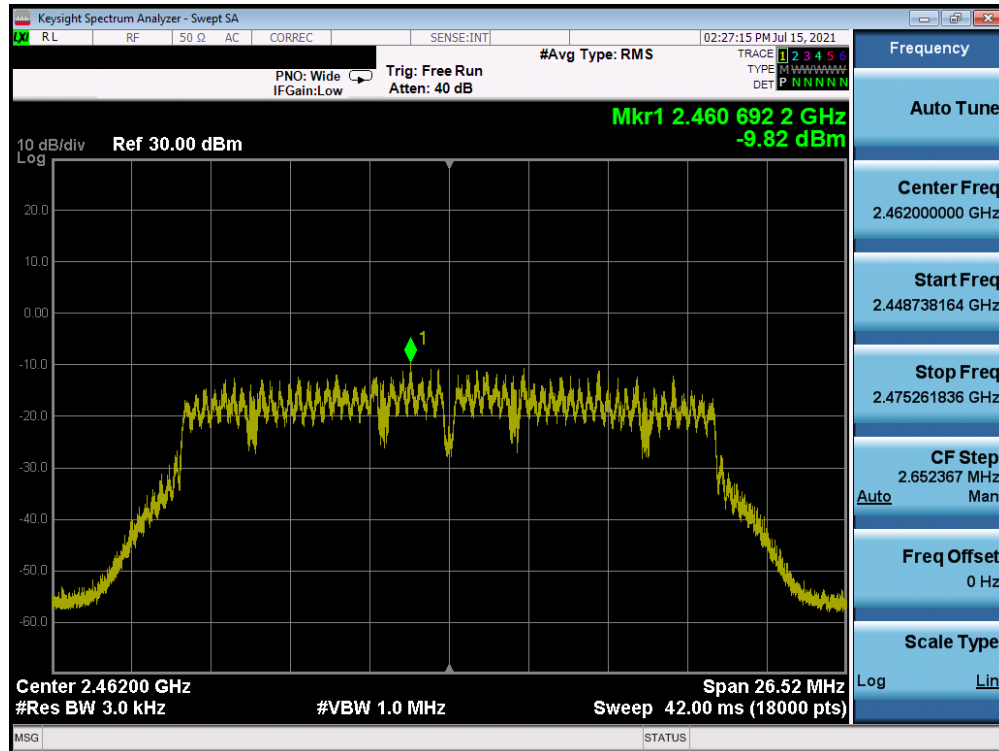 Keysight Spectrum Analyzer - Swept SA
LXI RL RF 50 Ω AC CORREC SENSE:INT 02:27:15 PM Jul 15, 2021
#Avg Type: RMS
TRACE 1 2 3 4 5 6
TYPE M WWWWW
DET P N N N N N
PNO: Wide
IFGain:Low
Trig: Free Run
Atten: 40 dB
Mkr1 2.460 692 2 GHz
-9.82 dBm
10 dB/div Ref 30.00 dBm
Log
20.0
10.0
0.00
-10.0
-20.0
-30.0
-40.0
-50.0
-60.0
1
Center 2.46200 GHz Span 26.52 MHz
#Res BW 3.0 kHz #VBW 1.0 MHz Sweep 42.00 ms (18000 pts)
MSG STATUS
Frequency
Auto Tune
Center Freq
2.462000000 GHz
Start Freq
2.448738164 GHz
Stop Freq
2.475261836 GHz
CF Step
2.652367 MHz
Auto Man
Freq Offset
0 Hz
Scale Type
Log Lin